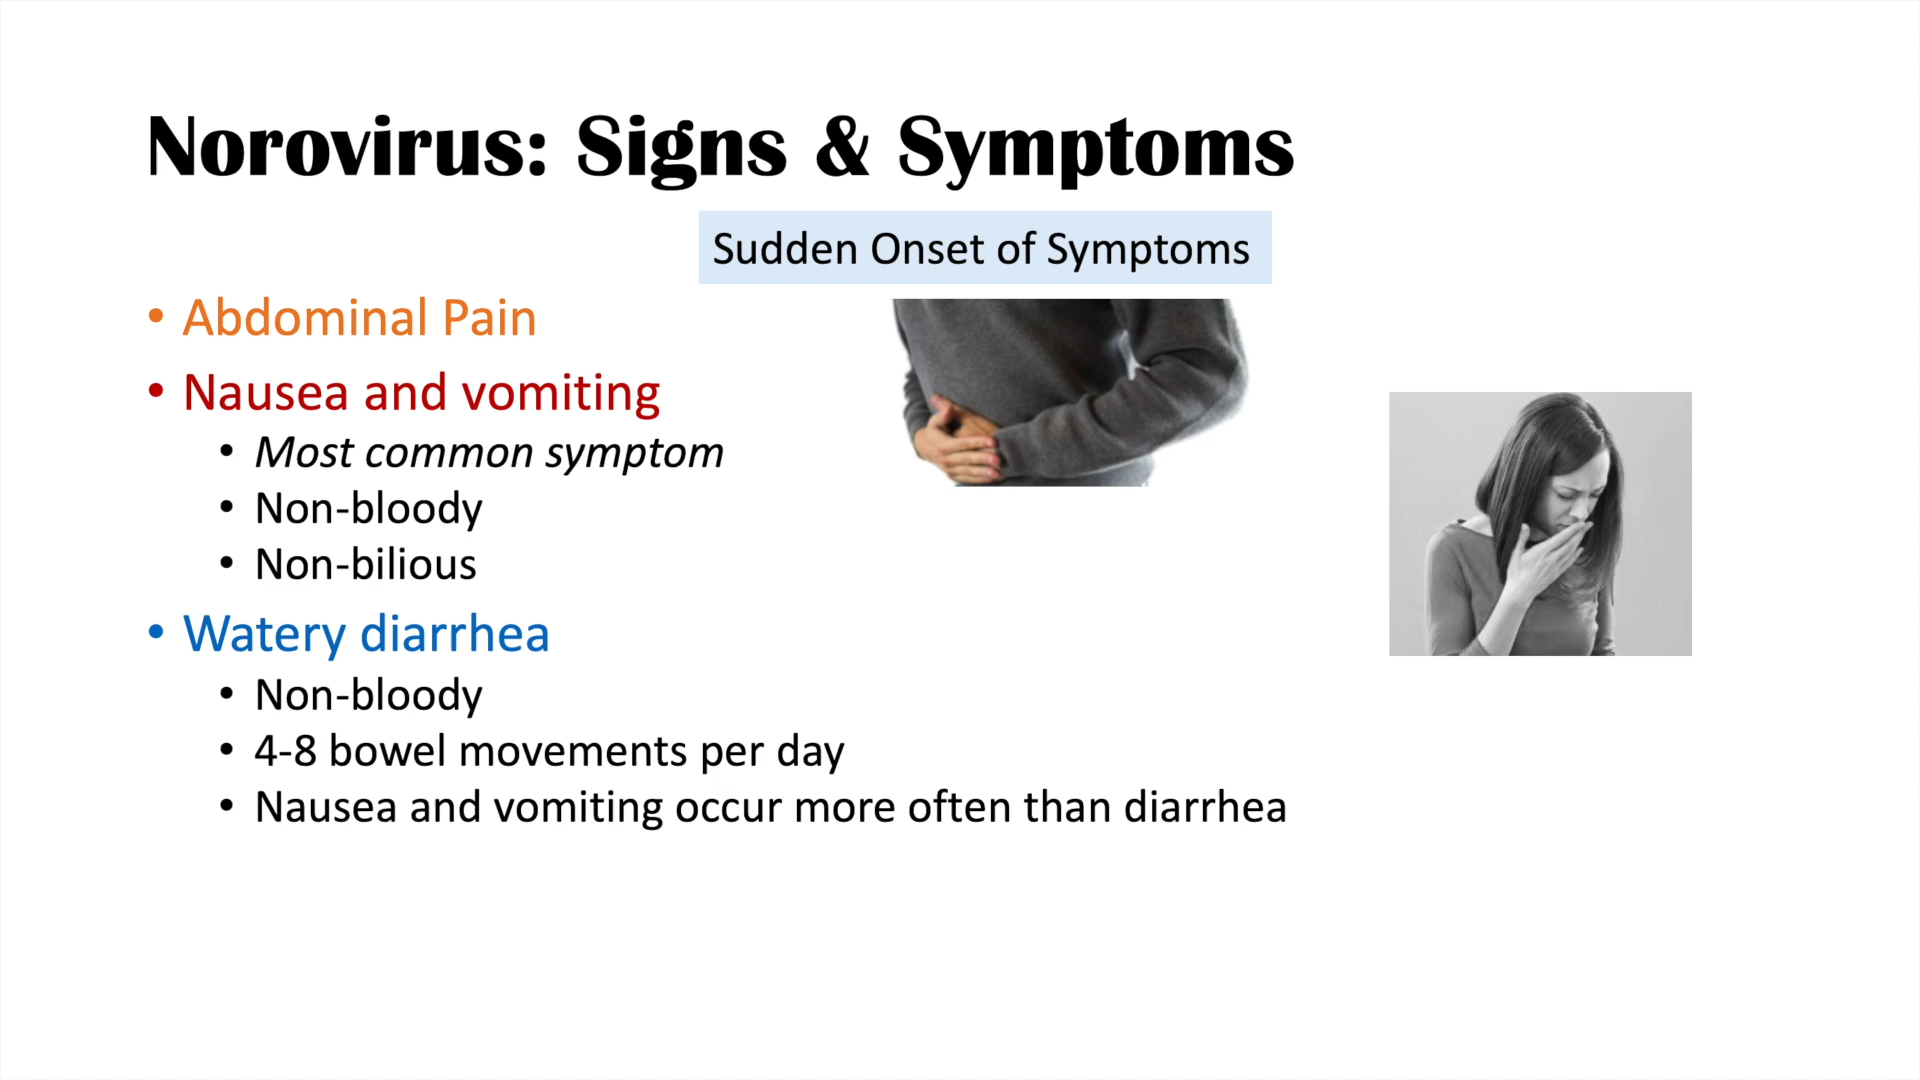 Norovirus: Signs & Symptoms
Sudden Onset of Symptoms
• Abdominal Pain
• Nausea and vomiting
• Most common symptom
• Non-bloody
• Non-bilious
• Watery diarrhea
• Non-bloody
• 4-8 bowel movements per day
• Nausea and vomiting occur more often than diarrhea